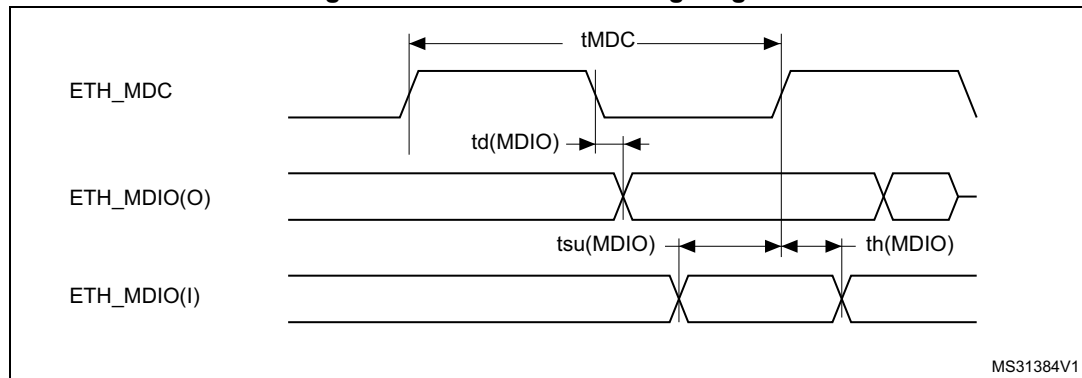 tMDC
ETH_MDC
td(MDIO)
ETH_MDIO(O)
tsu(MDIO)
th(MDIO)
ETH_MDIO(I)
MS31384V1